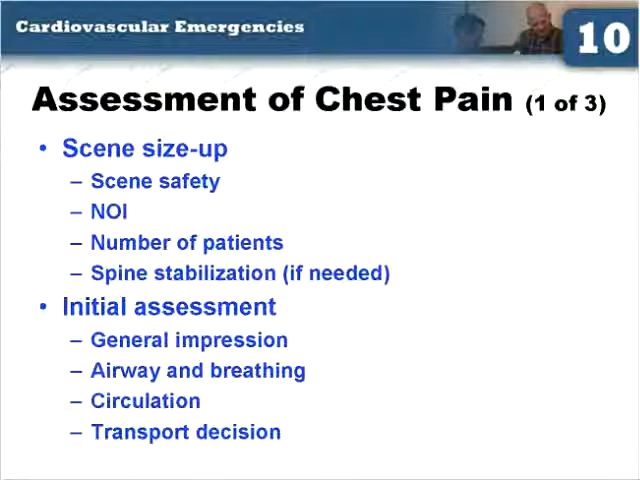 Cardiovascular Emergencies
10
Assessment of Chest Pain (1 of 3)
• Scene size-up
– Scene safety
– NOI
– Number of patients
– Spine stabilization (if needed)
• Initial assessment
– General impression
– Airway and breathing
– Circulation
– Transport decision